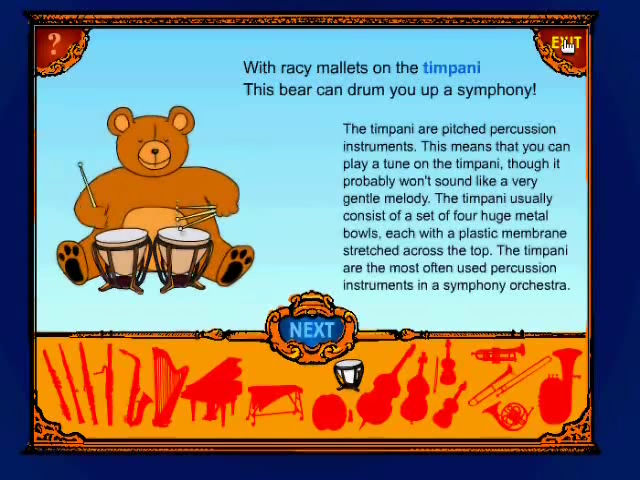 ?
EXIT
With racy mallets on the timpani
This bear can drum you up a symphony!
The timpani are pitched percussion
instruments. This means that you can
play a tune on the timpani, though it
probably won't sound like a very
gentle melody. The timpani usually
consist of a set of four huge metal
bowls, each with a plastic membrane
stretched across the top. The timpani
are the most often used percussion
instruments in a symphony orchestra.
NEXT